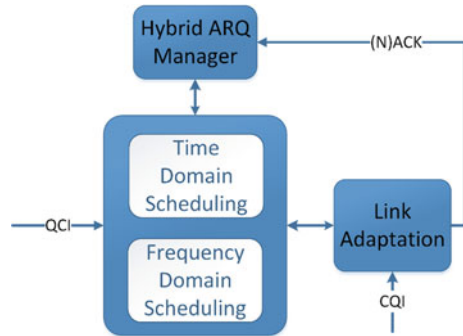 Hybrid ARQ
Manager
(N)ACK
Time
Domain
Scheduling
QCI
Link
Adaptation
Frequency
Domain
Scheduling
CQI